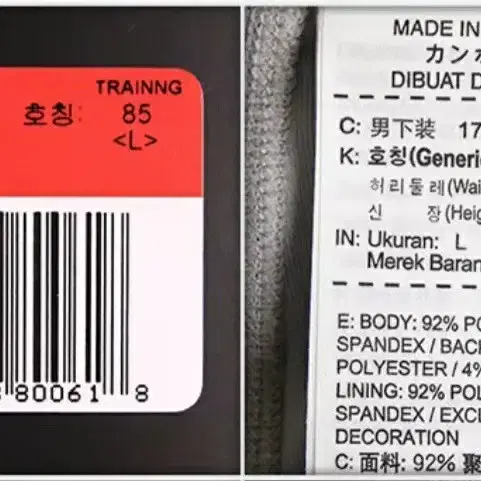 TRAINNG
호칭: 85
<L>
80061 8
MADE IN
カンボ
DIBUAT D
C: 男下装 17
K: 호칭(Generi
허리둘레(Wai
신 장(Heig
IN: Ukuran: L
Merek Baran
E: BODY: 92% PO
SPANDEX / BAC
POLYESTER / 4%
LINING: 92% POL
SPANDEX / EXC
DECORATION
C: 面料: 92% 聚